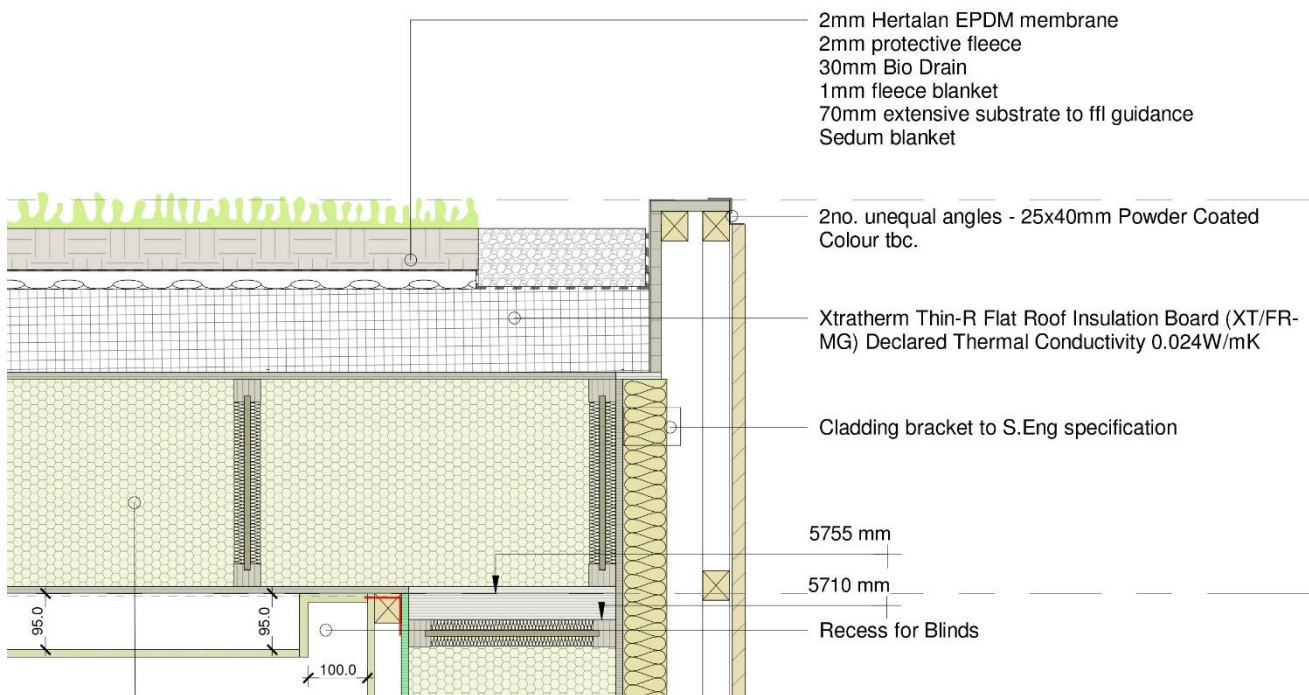 2mm Hertalan EPDM membrane
2mm protective fleece
30mm Bio Drain
1mm fleece blanket
70mm extensive substrate to ffl guidance
Sedum blanket
2no. unequal angles - 25x40mm Powder Coated
Colour tbc.
Xtratherm Thin-R Flat Roof Insulation Board (XT/FR-
MG) Declared Thermal Conductivity 0.024W/mK
Cladding bracket to S.Eng specification
5755 mm
5710 mm
Recess for Blinds
95.0
95.0
100.0